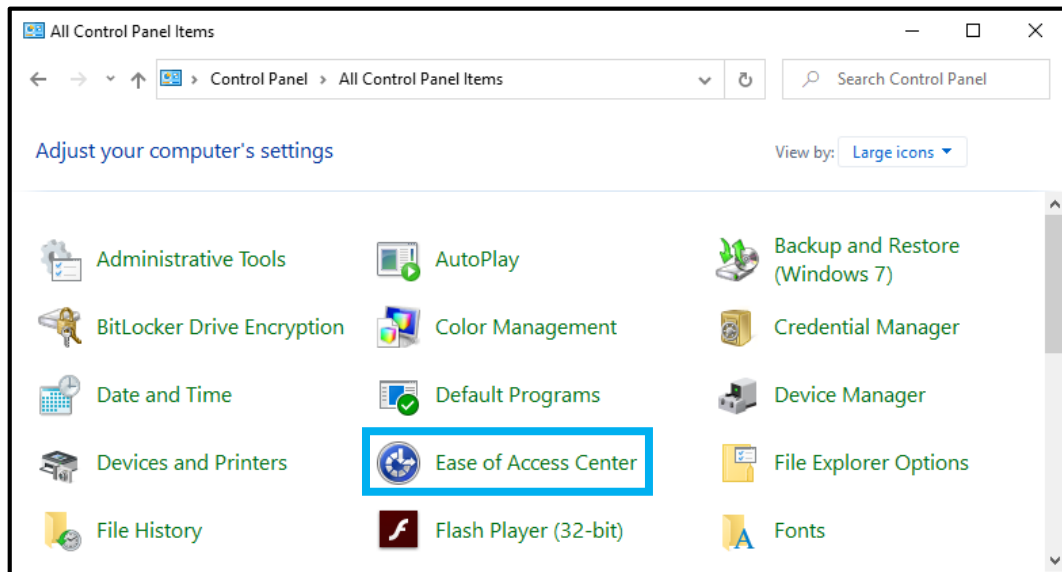 All Control Panel Items
Control Panel > All Control Panel Items
Search Control Panel
Adjust your computer's settings
View by: Large icons
Administrative Tools
AutoPlay
Backup and Restore
(Windows 7)
BitLocker Drive Encryption
Color Management
Credential Manager
Date and Time
Default Programs
Device Manager
Devices and Printers
Ease of Access Center
File Explorer Options
File History
Flash Player (32-bit)
Fonts